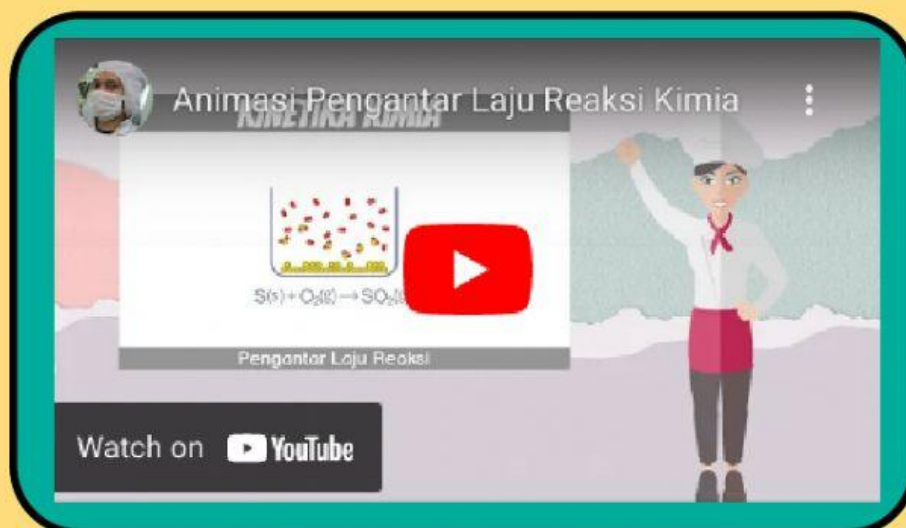 Animasi Pengantar Laju Reaksi Kimia
KINETIKA KIMIA
S(s) + O₂(g) → SO₂(g
Pengantar Laju Reaksi
Watch on YouTube